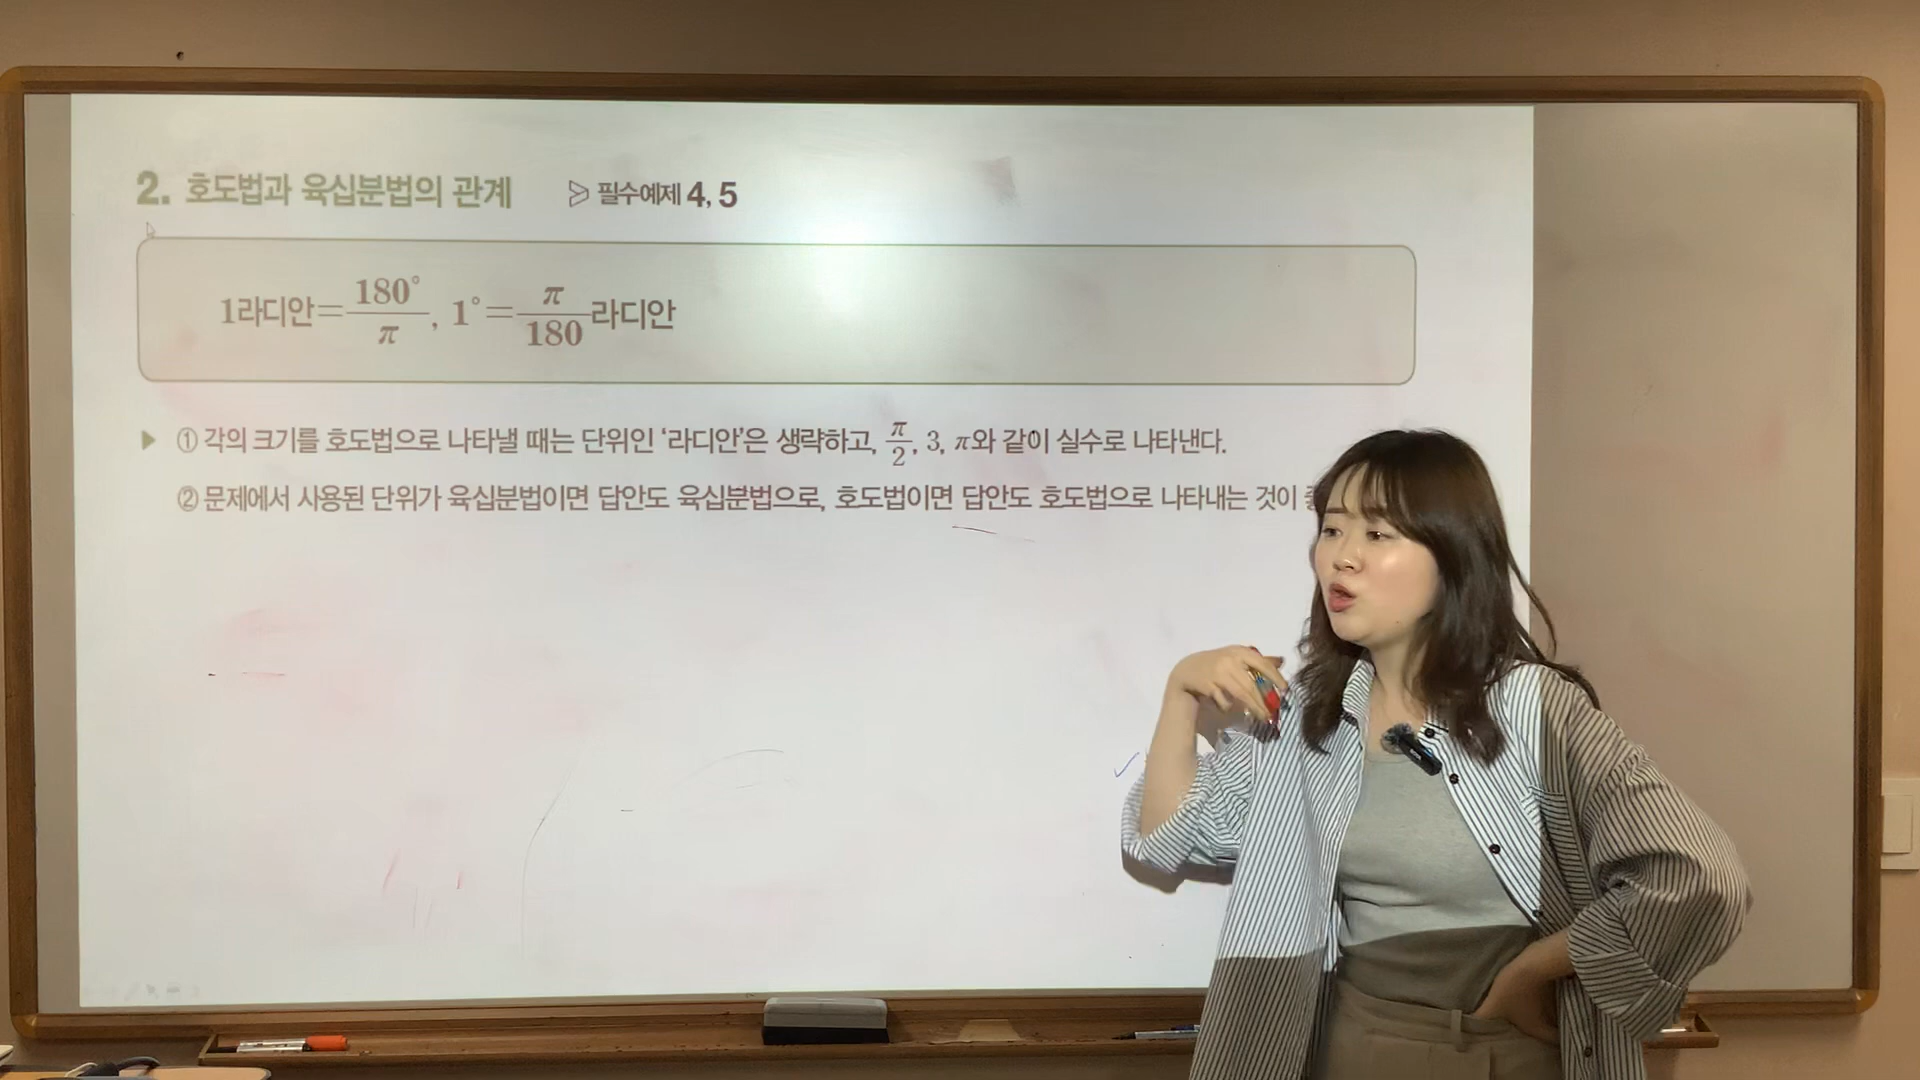 2. 호도법과 육십분법의 관계 필수예제 4, 5
1라디안=180°/π, 1°=π/180 라디안
① 각의 크기를 호도법으로 나타낼 때는 단위인 ‘라디안’은 생략하고, π/2, 3, π와 같이 실수로 나타낸다.
② 문제에서 사용된 단위가 육십분법이면 답안도 육십분법으로, 호도법이면 답안도 호도법으로 나타내는 것이